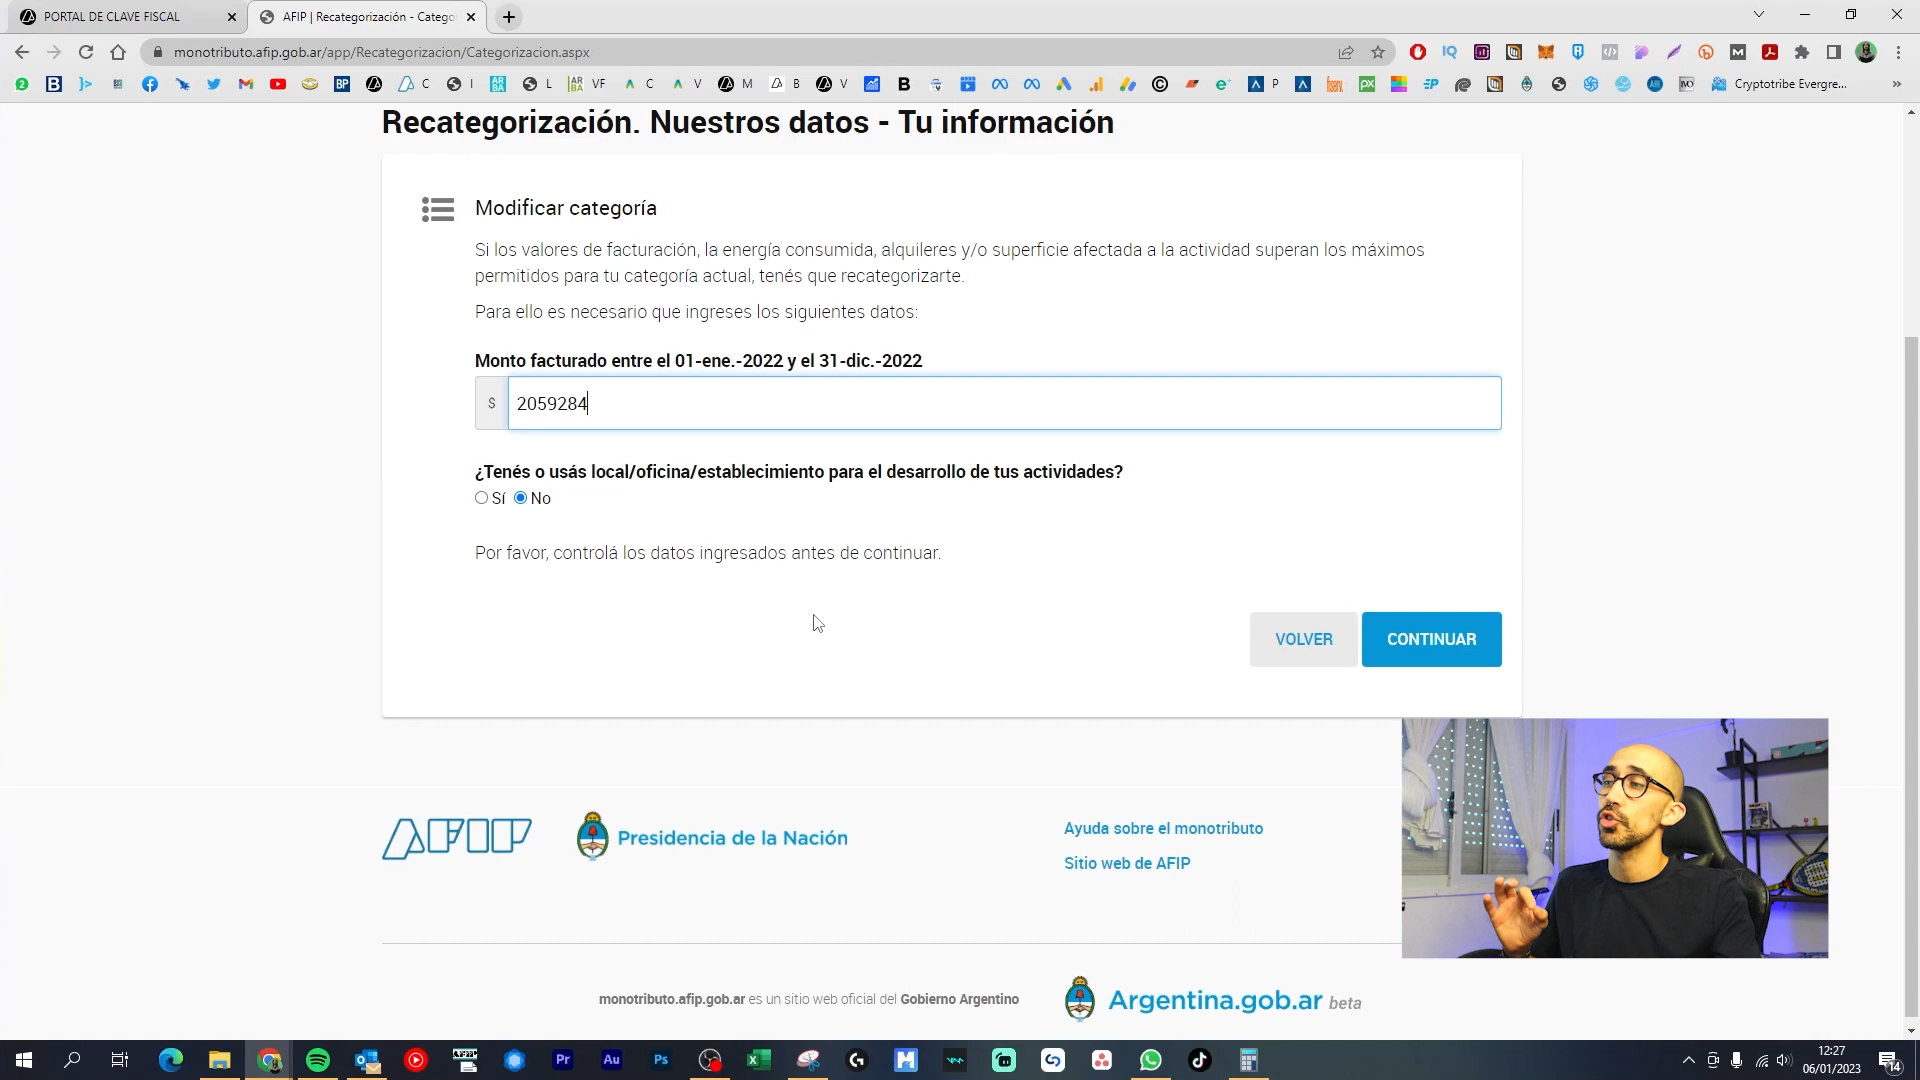 PORTAL DE CLAVE FISCAL
AFIP | Recategorización - Catego
monotributo.afip.gob.ar/app/Recategorizacion/Categorizacion.aspx
C I L VF C V M B V P Cryptotribe Evergre...
Recategorización. Nuestros datos - Tu información
Modificar categoría
Si los valores de facturación, la energía consumida, alquileres y/o superficie afectada a la actividad superan los máximos
permitidos para tu categoría actual, tenés que recategorizarte.
Para ello es necesario que ingreses los siguientes datos:
Monto facturado entre el 01-ene.-2022 y el 31-dic.-2022
$ 2059284
¿Tenés o usás local/oficina/establecimiento para el desarrollo de tus actividades?
Sí No
Por favor, controlá los datos ingresados antes de continuar.
VOLVER CONTINUAR
AFIP Presidencia de la Nación
Ayuda sobre el monotributo
Sitio web de AFIP
monotributo.afip.gob.ar es un sitio web oficial del Gobierno Argentino
Argentina.gob.ar beta
12:27
06/01/2023
14